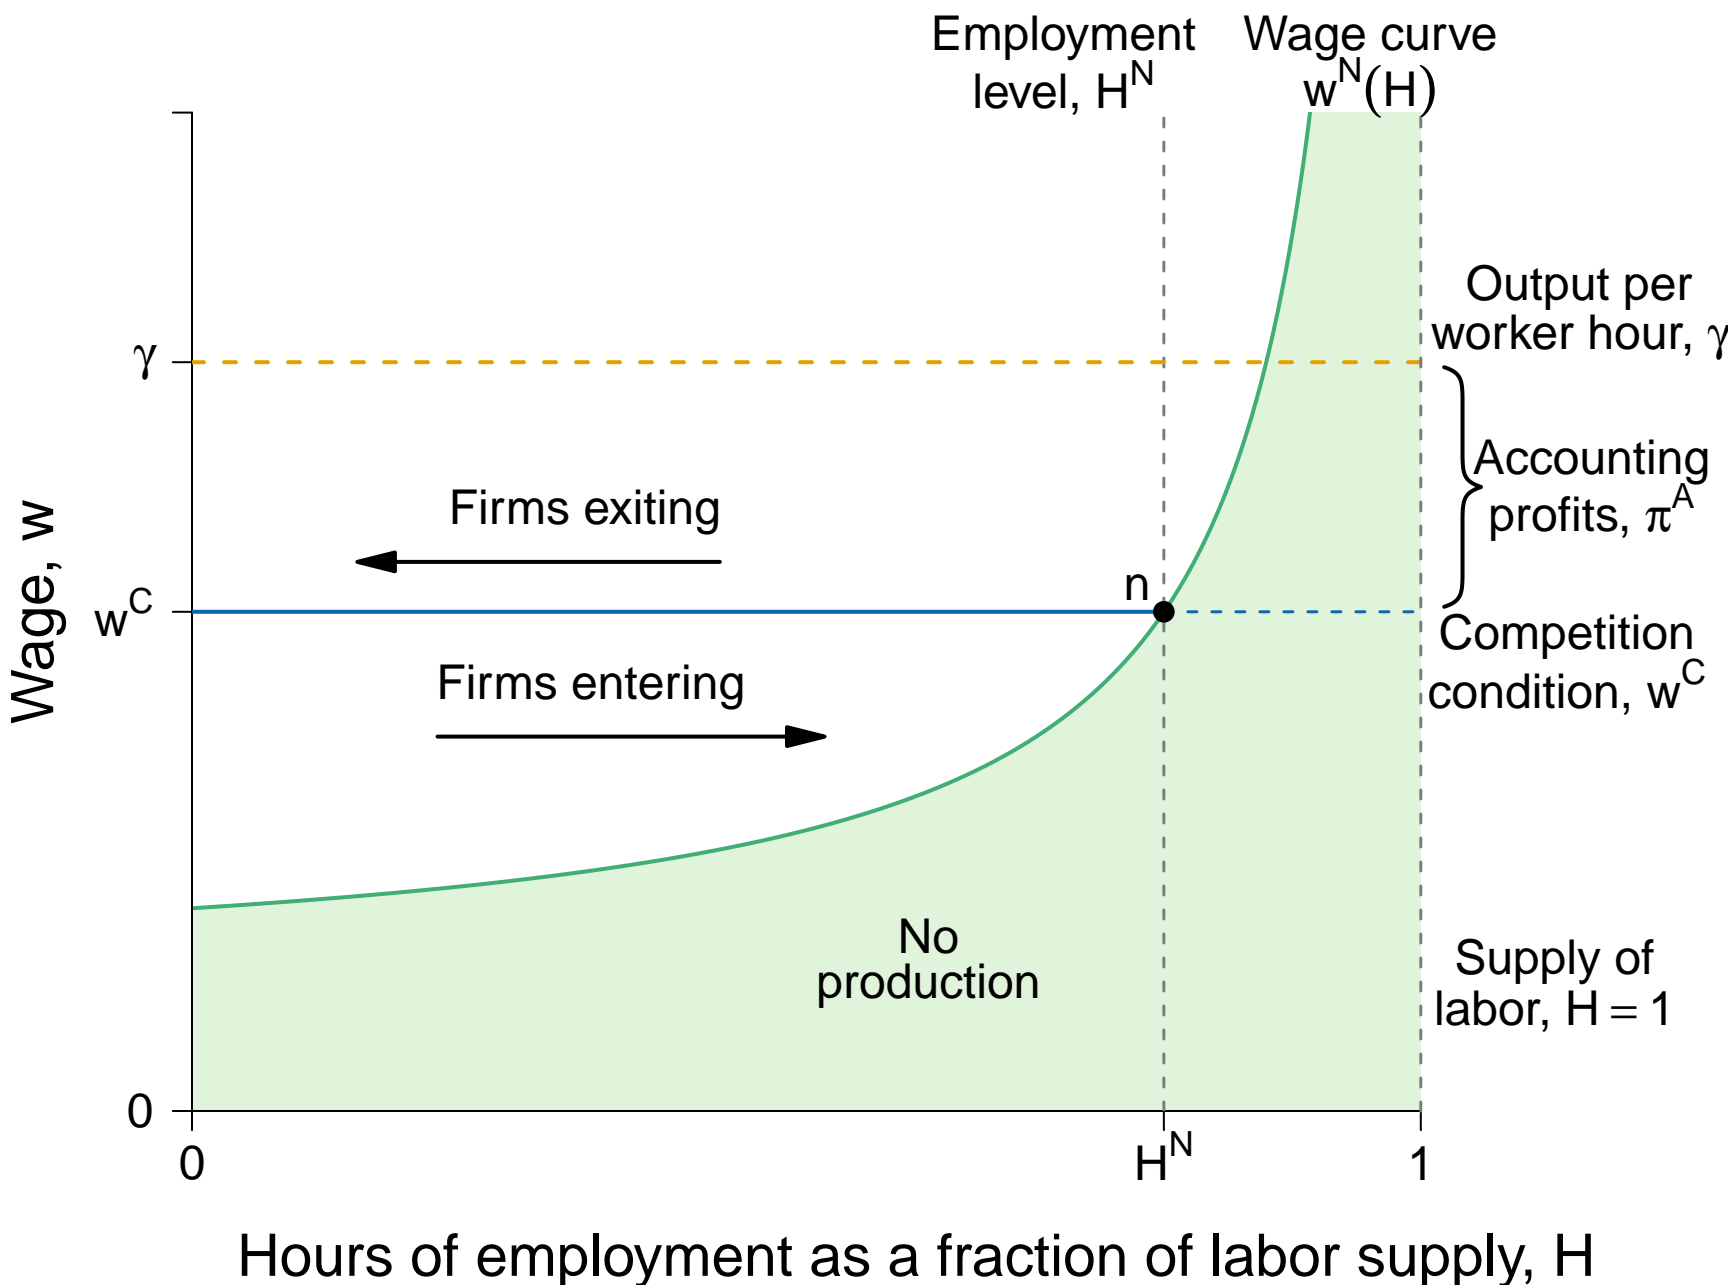 Employment
level, H^N
Wage curve
w^N(H)
γ
w^C
0
Wage, w
Firms exiting
Firms entering
n
No
production
Output per
worker hour, γ
Accounting
profits, π^A
Competition
condition, w^C
Supply of
labor, H = 1
0
H^N
1
Hours of employment as a fraction of labor supply, H